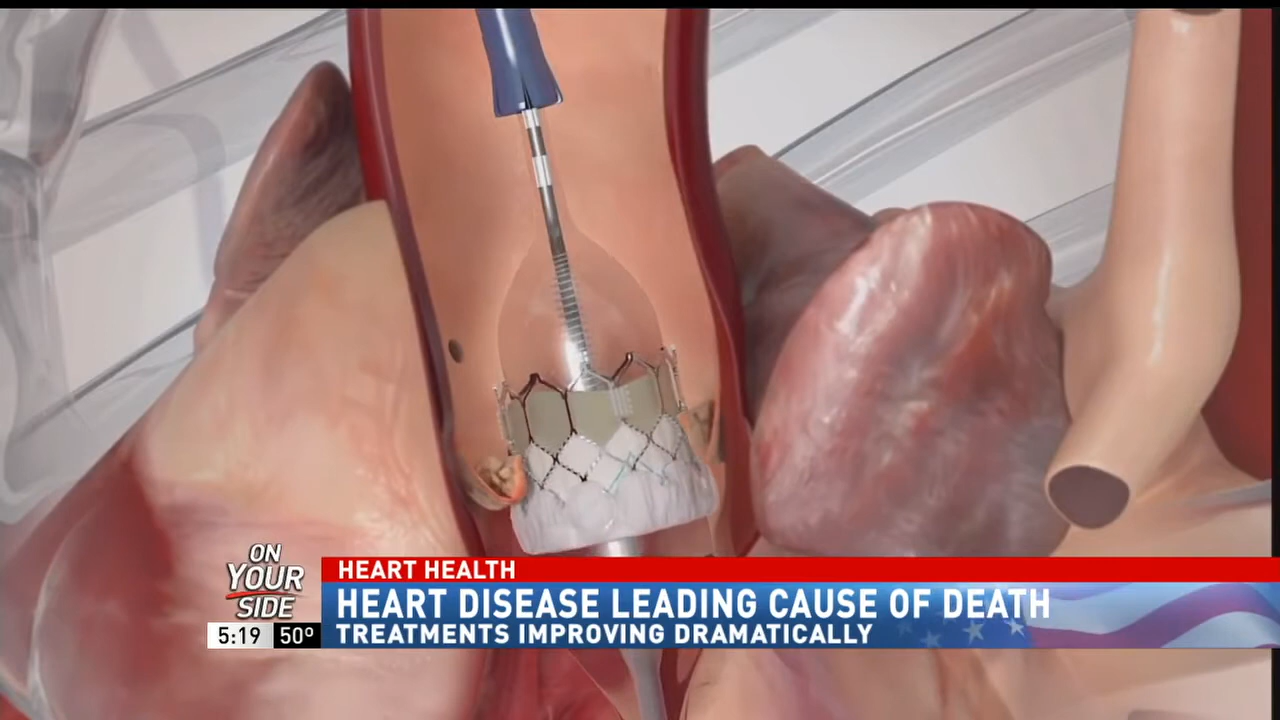 ON
YOUR
SIDE
5:19 50°
HEART HEALTH
HEART DISEASE LEADING CAUSE OF DEATH
TREATMENTS IMPROVING DRAMATICALLY